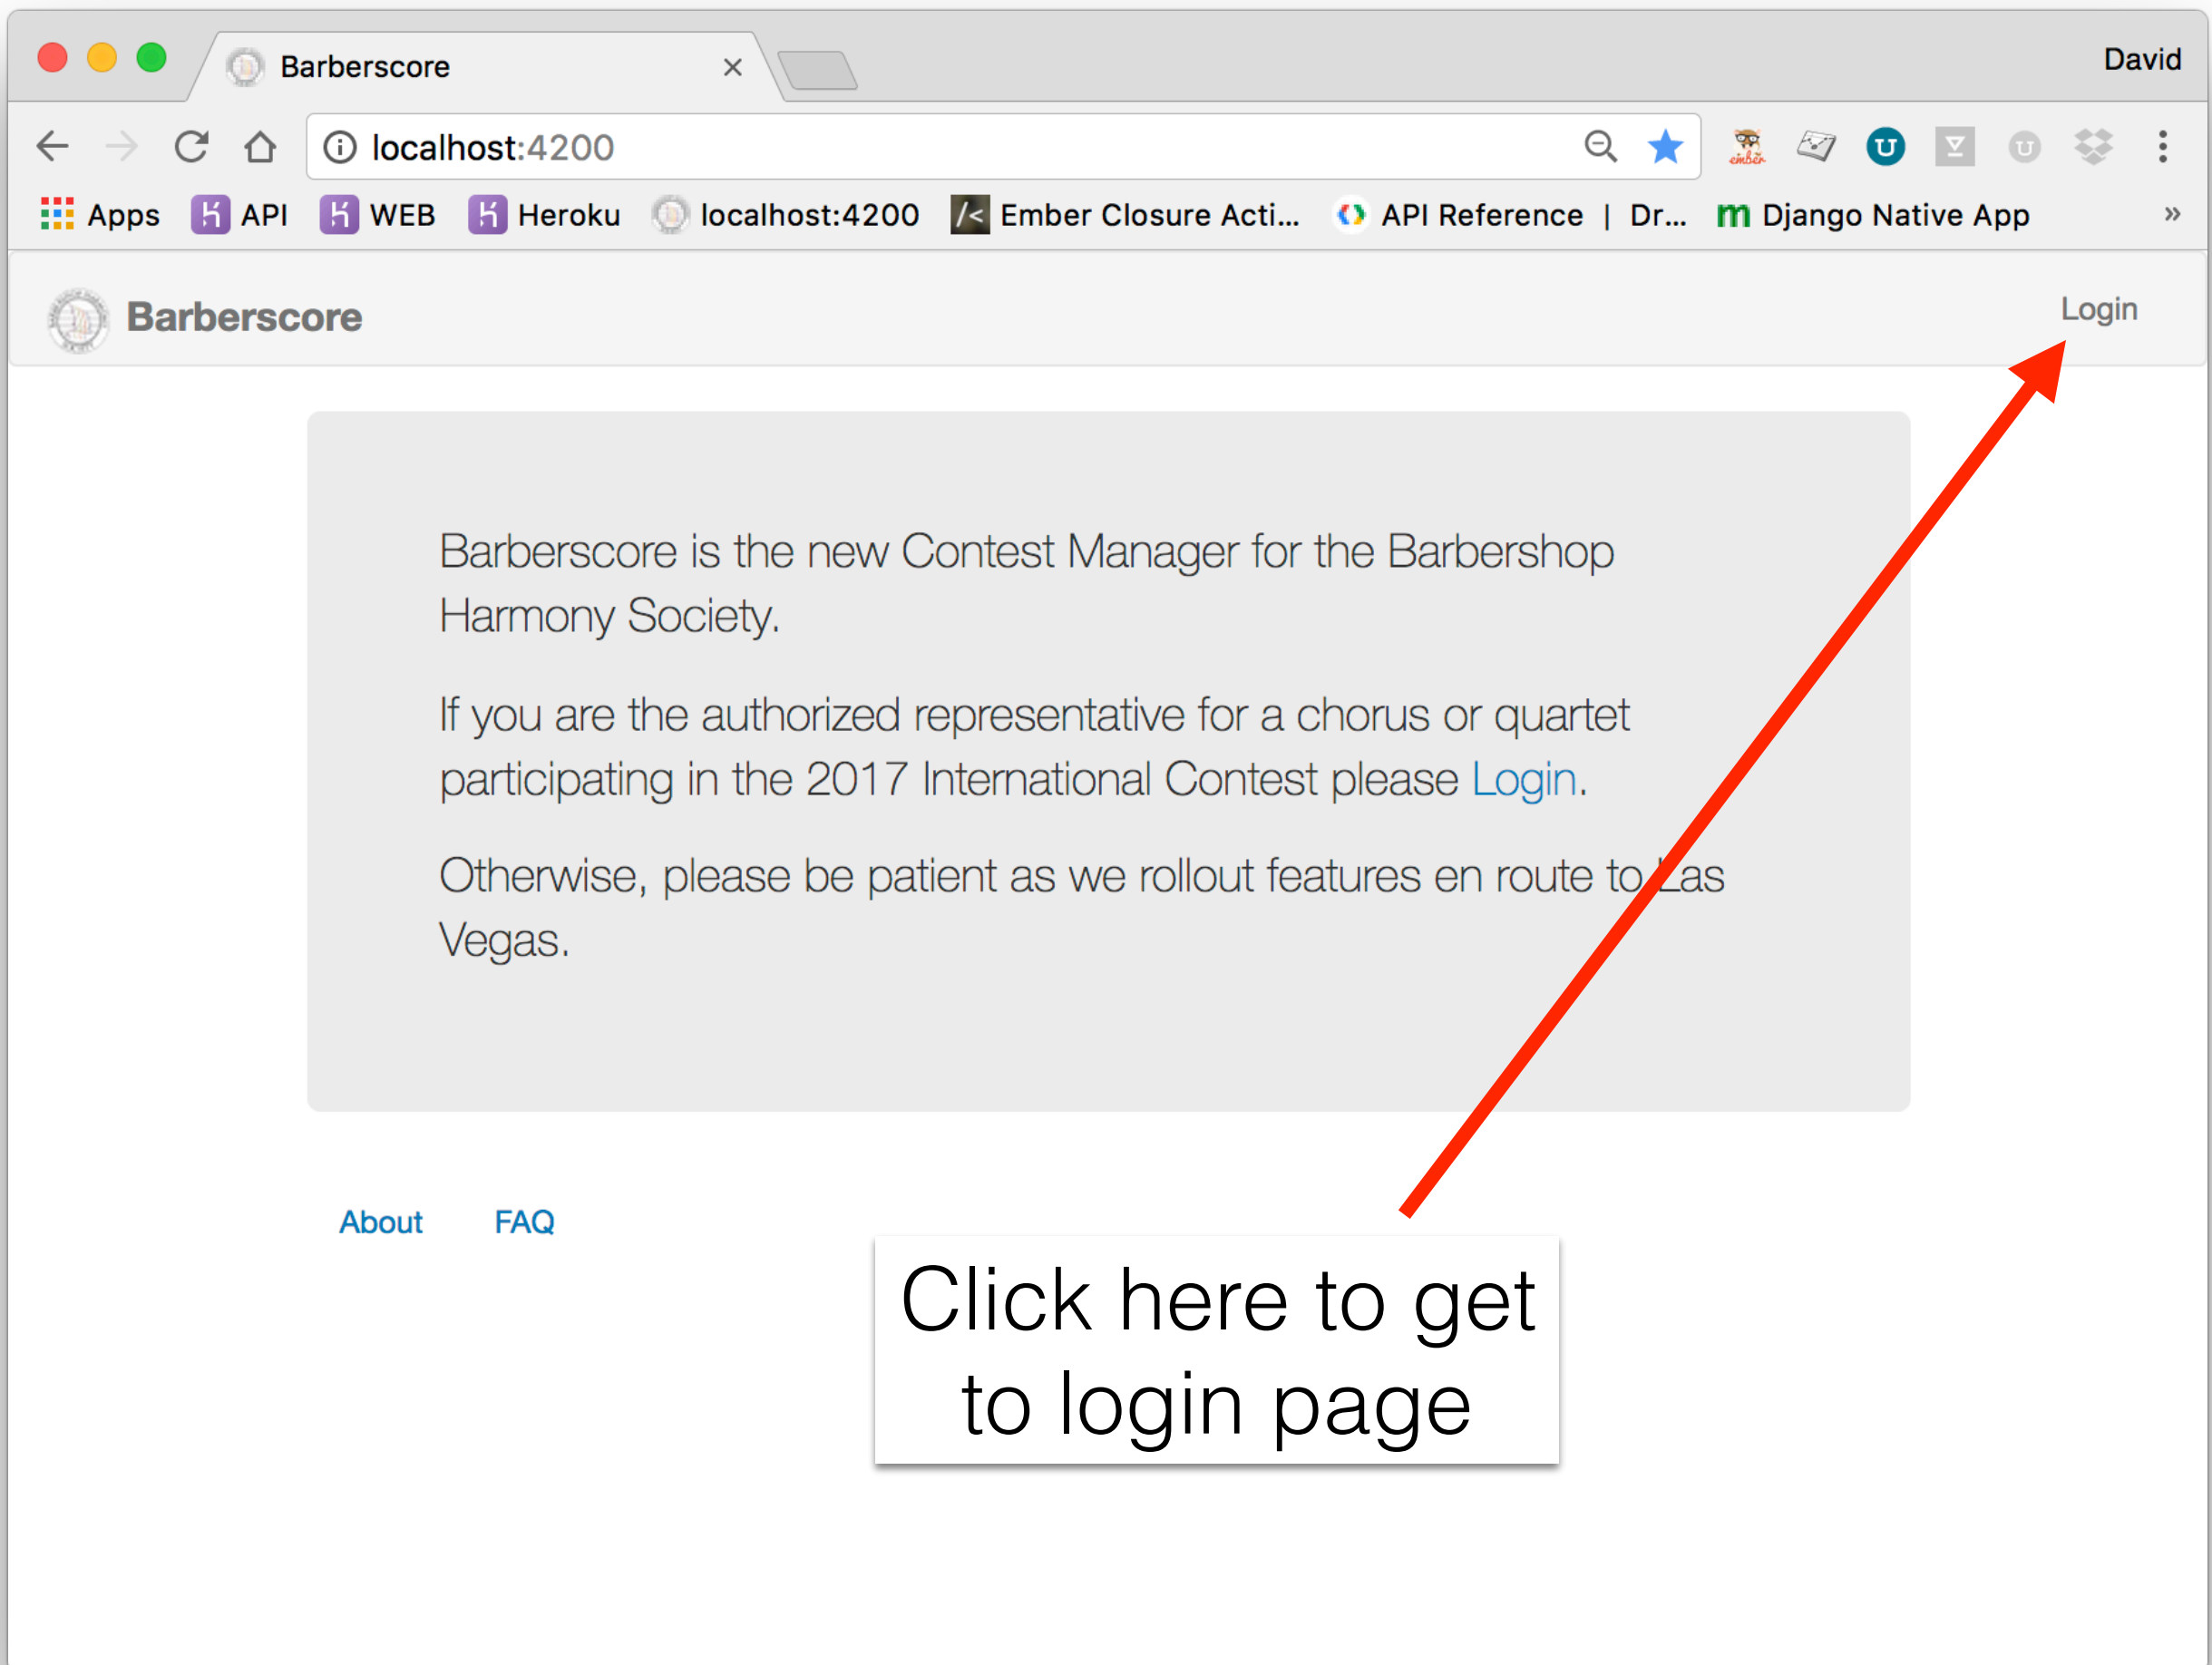 Barberscore
David
localhost:4200
Apps API WEB Heroku localhost:4200 Ember Closure Acti... API Reference | Dr... Django Native App »
Barberscore
Login
Barberscore is the new Contest Manager for the Barbershop
Harmony Society.
If you are the authorized representative for a chorus or quartet
participating in the 2017 International Contest please Login.
Otherwise, please be patient as we rollout features en route to Las
Vegas.
About FAQ
Click here to get
to login page